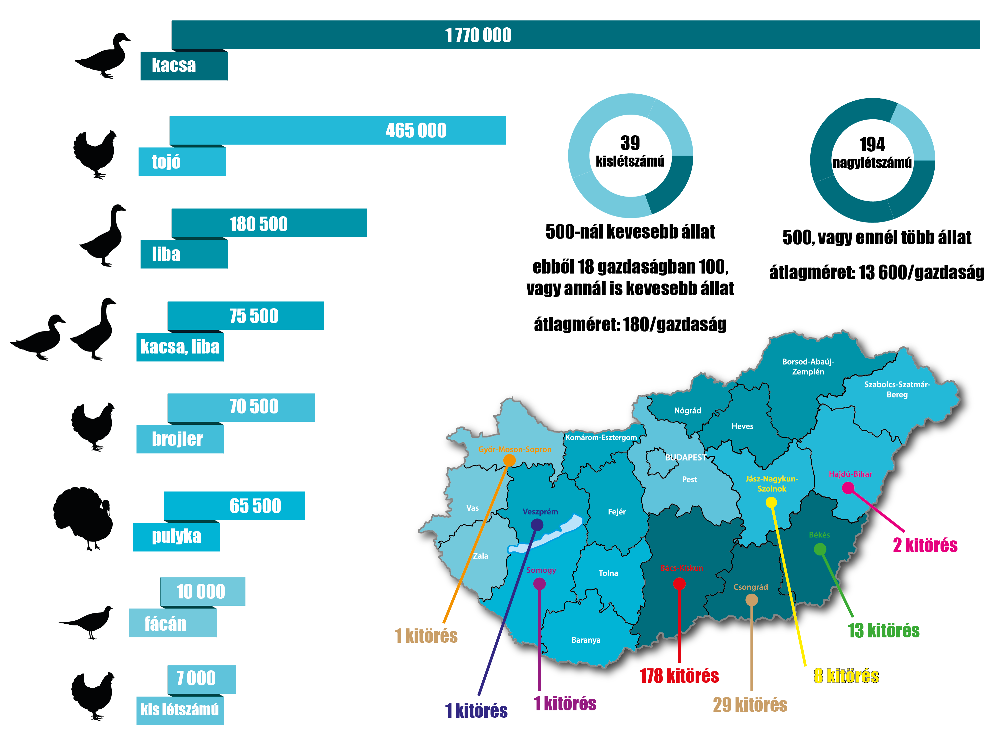 1 770 000
kacsa
465 000
tojó
180 500
liba
75 500
kacsa, liba
70 500
brojler
65 500
pulyka
10 000
fácán
7 000
kis létszámú
39
kislétszámú
500-nál kevesebb állat
ebből 18 gazdaságban 100,
vagy annál is kevesebb állat
átlagméret: 180/gazdaság
194
nagylétszámú
500, vagy ennél több állat
átlagméret: 13 600/gazdaság
Borsod-Abaúj-
Zemplén
Szabolcs-Szatmár-
Bereg
Nógrád
Heves
Komárom-Esztergom
Győr-Moson-Sopron
BUDAPEST
Pest
Jász-Nagykun-
Szolnok
Hajdú-Bihar
Vas
Veszprém
Fejér
Békés
Zala
Somogy
Tolna
Bács-Kiskun
Csongrád
Baranya
2 kitörés
13 kitörés
1 kitörés
178 kitörés
8 kitörés
1 kitörés
1 kitörés
29 kitörés